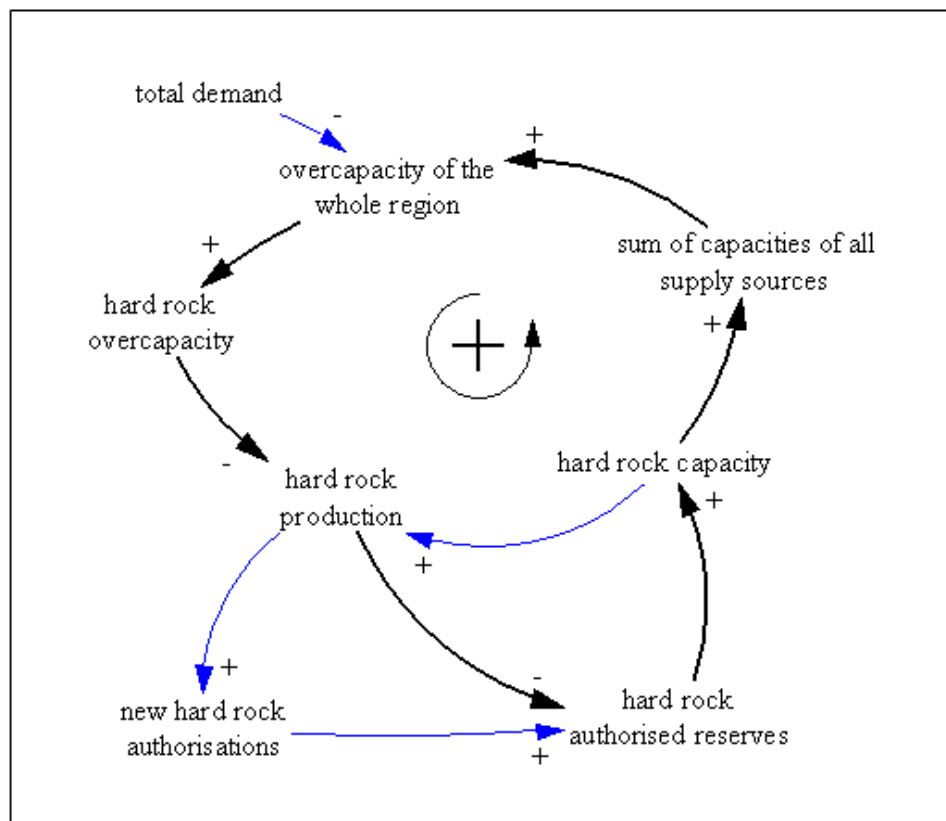 total demand
-
+
overcapacity of the
whole region
+
sum of capacities of all
supply sources
hard rock
overcapacity
+
+
-
hard rock
production
hard rock capacity
+
+
+
-
new hard rock
authorisations
hard rock
authorised reserves
+